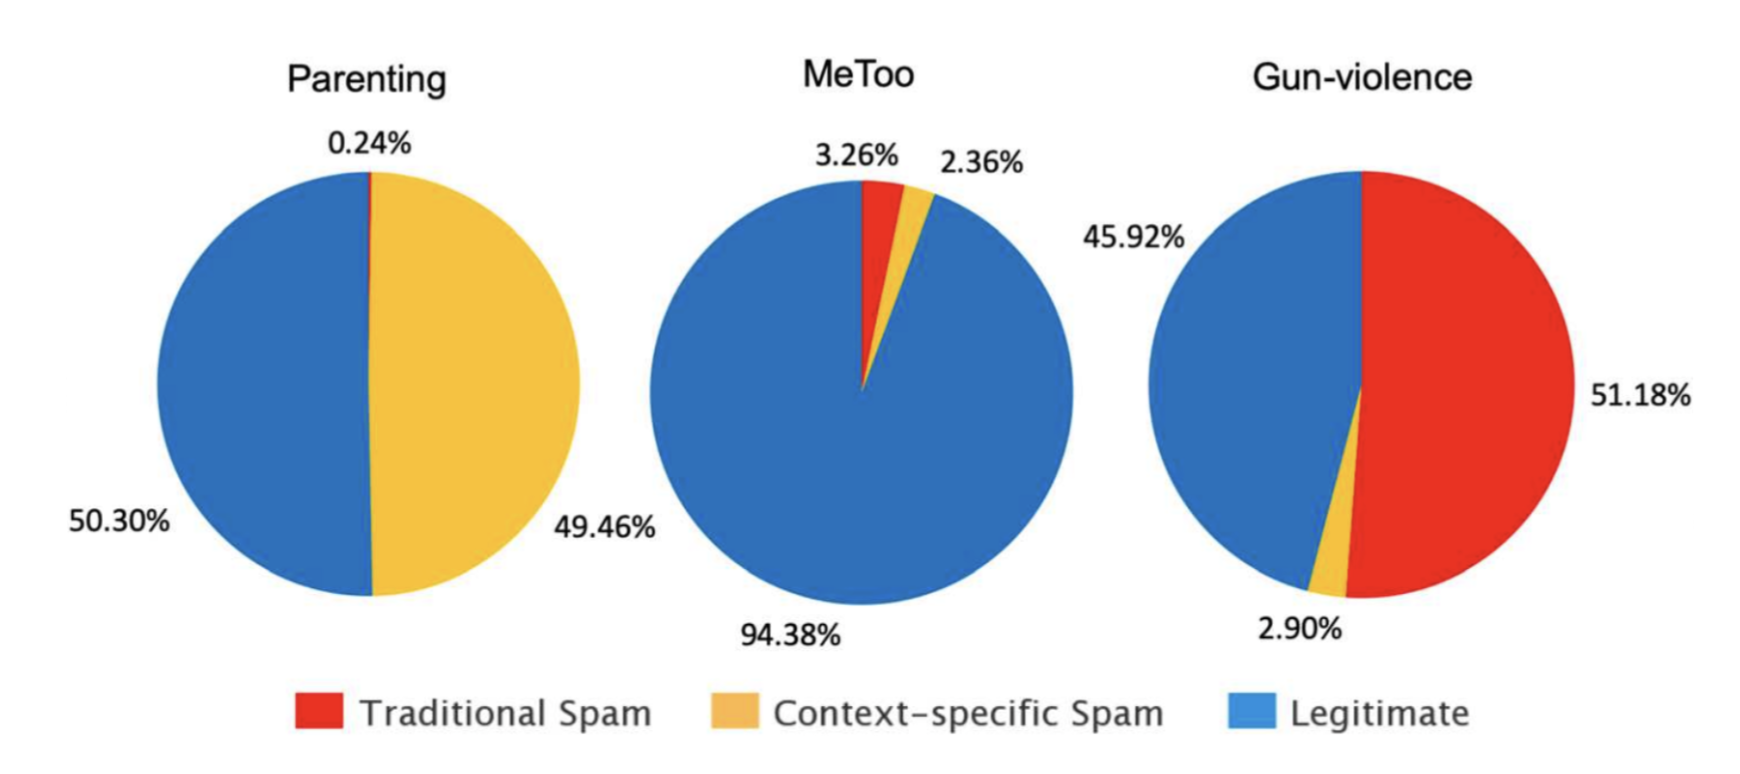 Parenting
MeToo
Gun-violence
0.24%
3.26%
2.36%
45.92%
51.18%
50.30%
49.46%
94.38%
2.90%
Traditional Spam
Context-specific Spam
Legitimate